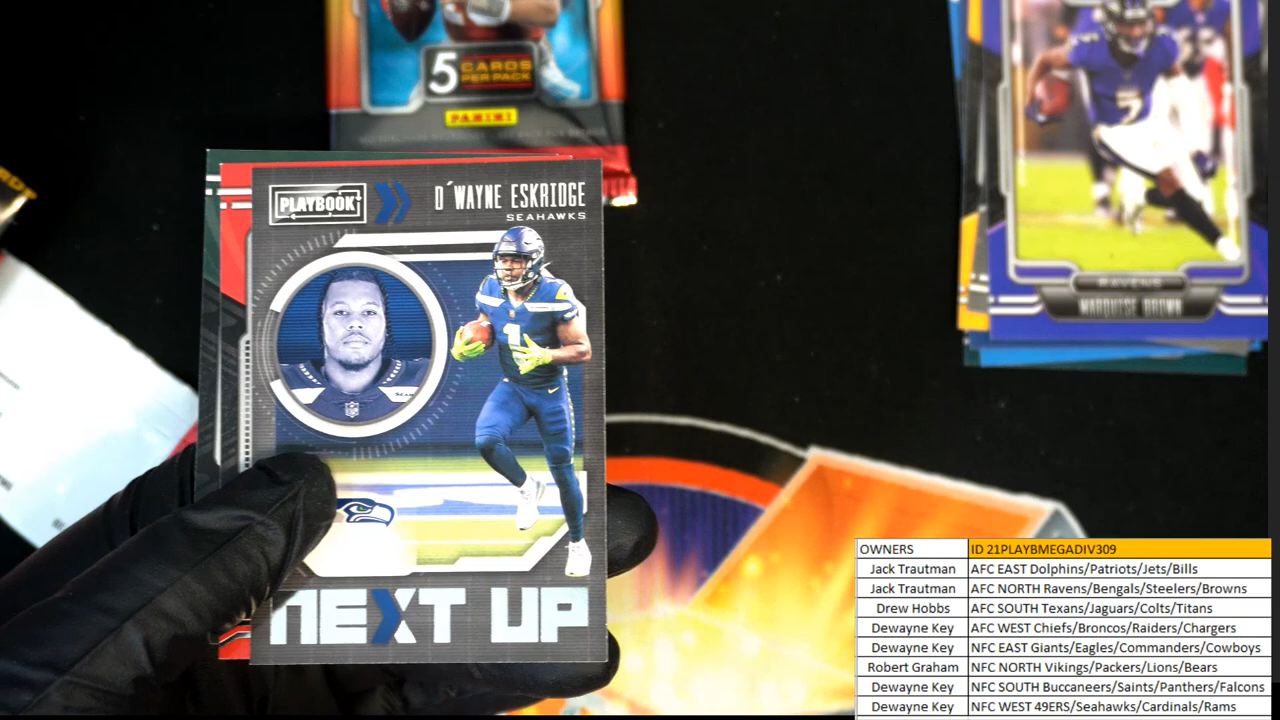 5 CARDS
PER PACK
PANINI
PLAYBOOK
D'WAYNE ESKRIDGE
SEAHAWKS
NEXT UP
RAVENS
MARQUISE BROWN
OWNERS ID 21PLAYBMEGADIV309
Jack Trautman AFC EAST Dolphins/Patriots/Jets/Bills
Jack Trautman AFC NORTH Ravens/Bengals/Steelers/Browns
Drew Hobbs AFC SOUTH Texans/Jaguars/Colts/Titans
Dewayne Key AFC WEST Chiefs/Broncos/Raiders/Chargers
Dewayne Key NFC EAST Giants/Eagles/Commanders/Cowboys
Robert Graham NFC NORTH Vikings/Packers/Lions/Bears
Dewayne Key NFC SOUTH Buccaneers/Saints/Panthers/Falcons
Dewayne Key NFC WEST 49ERS/Seahawks/Cardinals/Rams